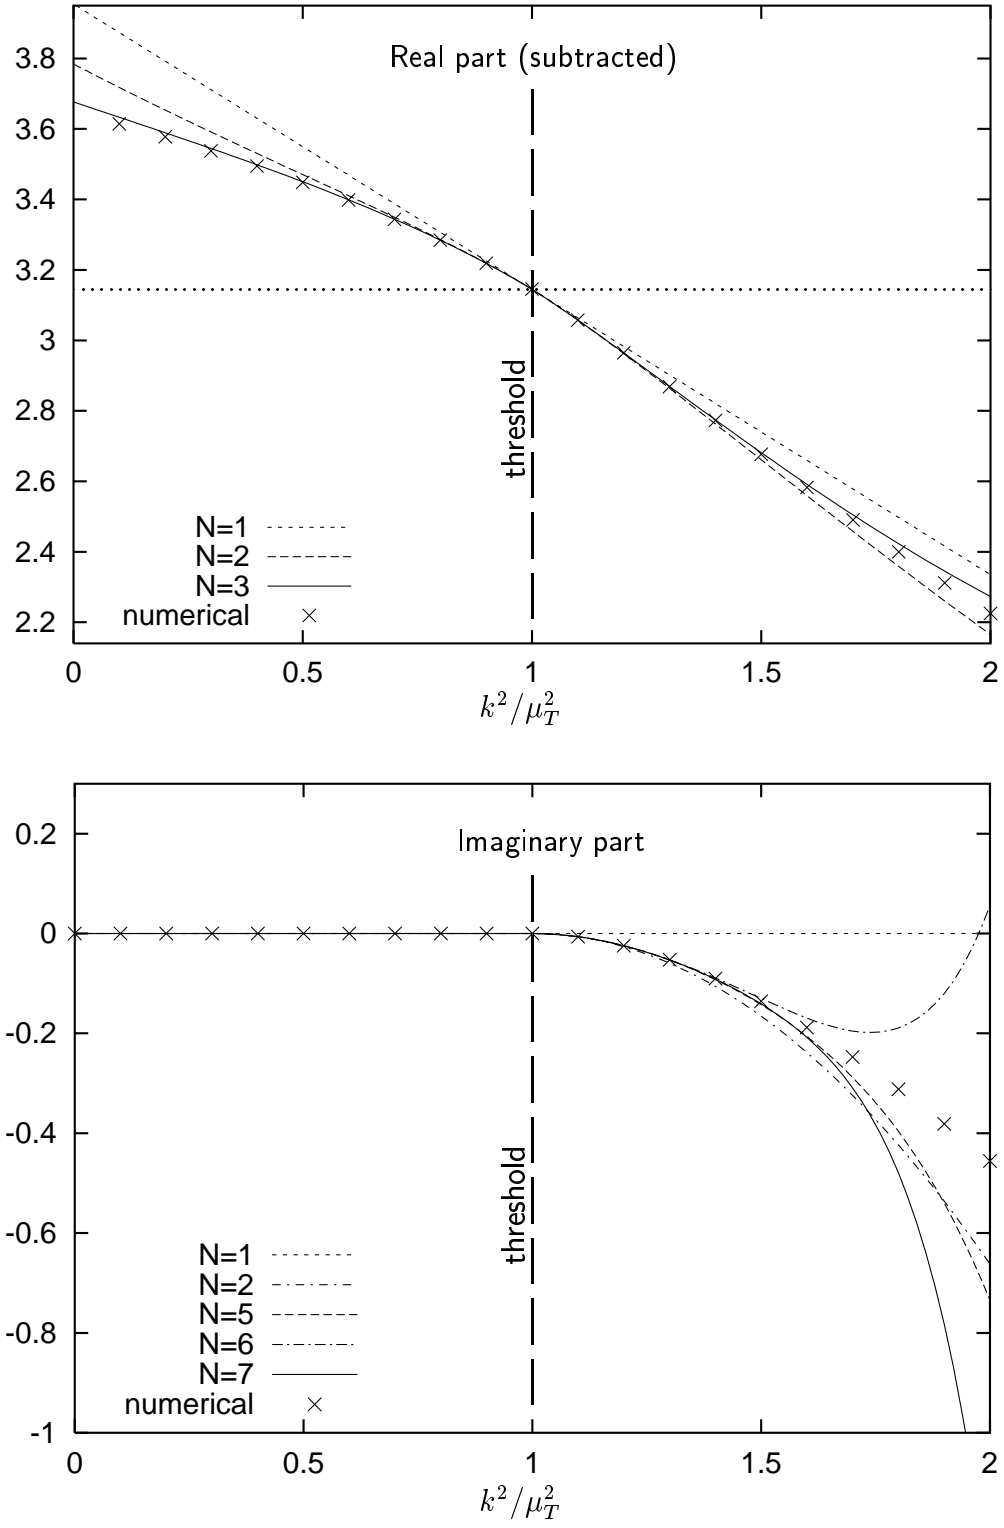 Real part (subtracted)
3.8
3.6
3.4
3.2
3
2.8
2.6
2.4
2.2
threshold
N=1
N=2
N=3
numerical
0 0.5 1 1.5 2
k²/μ_T²
Imaginary part
0.2
0
-0.2
-0.4
-0.6
-0.8
-1
threshold
N=1
N=2
N=5
N=6
N=7
numerical
0 0.5 1 1.5 2
k²/μ_T²